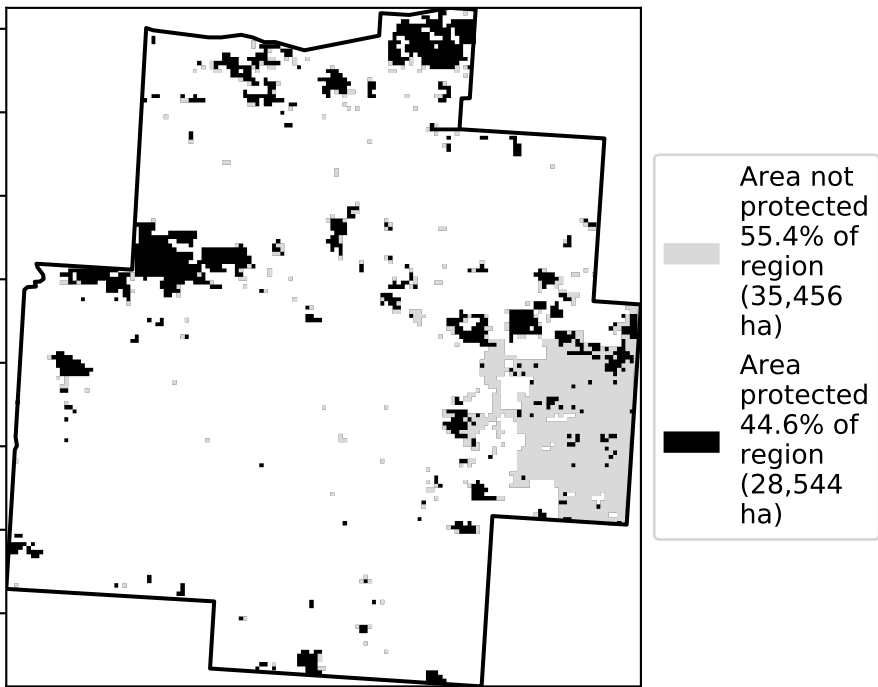 Area not
protected
55.4% of
region
(35,456
ha)
Area
protected
44.6% of
region
(28,544
ha)